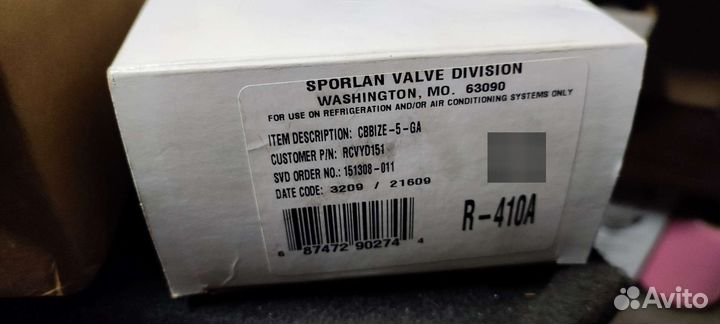 SPORLAN VALVE DIVISION
WASHINGTON, MO. 63090
FOR USE ON REFRIGERATION AND/OR AIR CONDITIONING SYSTEMS ONLY
ITEM DESCRIPTION: CBBIZE-5-GA
CUSTOMER P/N: RCVYD151
SVD ORDER NO.: 151308-011
DATE CODE: 3209 / 21609
R-410A
6 87472 90274 4
Avito